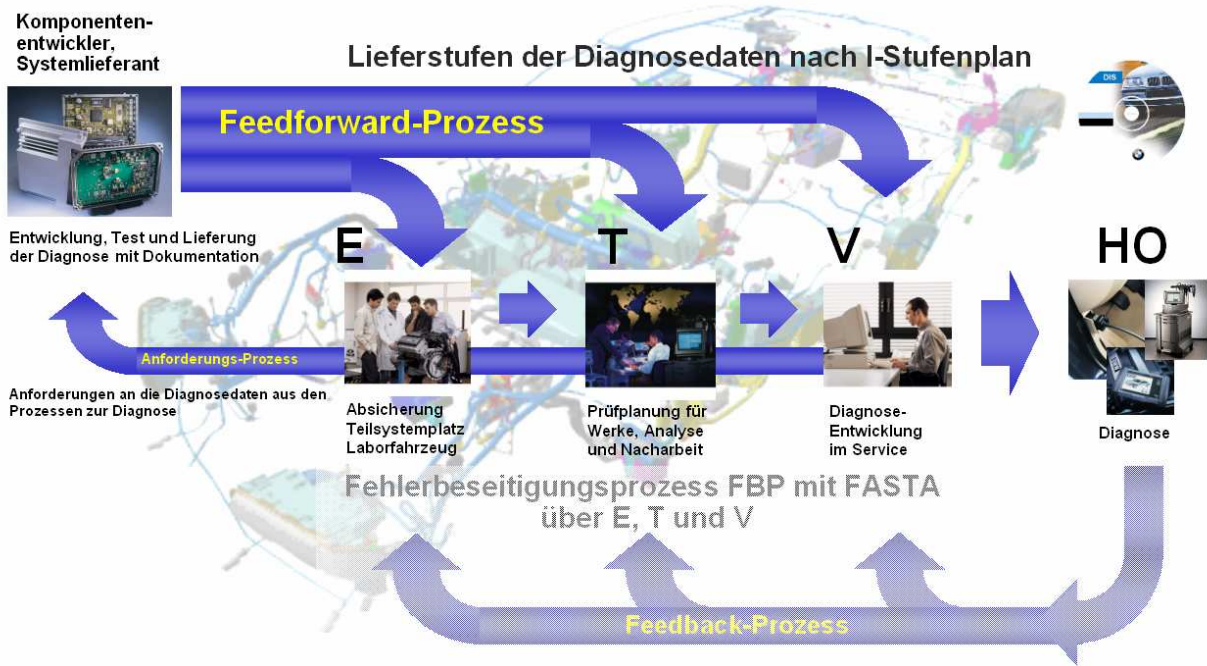 Komponenten-
entwickler,
Systemlieferant
Lieferstufen der Diagnosedaten nach I-Stufenplan
DIS
Feedforward-Prozess
Entwicklung, Test und Lieferung
der Diagnose mit Dokumentation
E
T
V
HO
Anforderungs-Prozess
Anforderungen an die Diagnosedaten aus den
Prozessen zur Diagnose
Absicherung
Teilsystemplatz
Laborfahrzeug
Prüfplanung für
Werke, Analyse
und Nacharbeit
Diagnose-
Entwicklung
im Service
Diagnose
Fehlerbeseitigungsprozess FBP mit FASTA
über E, T und V
Feedback-Prozess